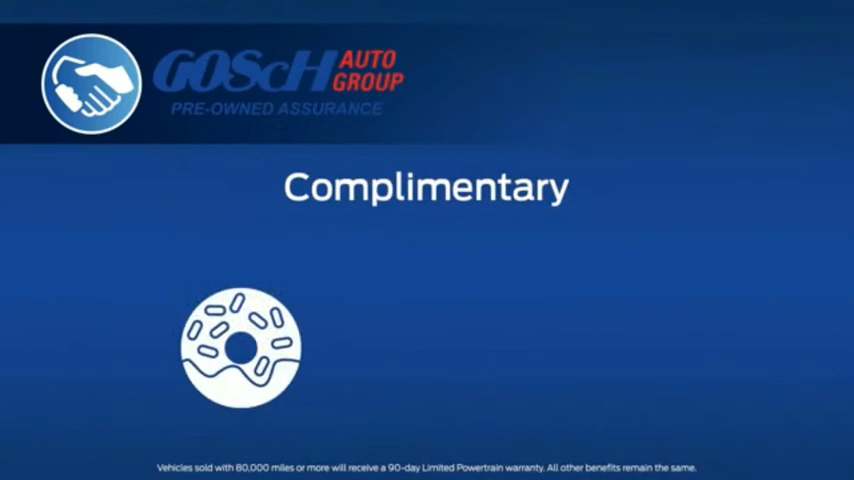 GOScH AUTO
GROUP
PRE-OWNED ASSURANCE
Complimentary
Vehicles sold with 80,000 miles or more will receive a 90-day Limited Powertrain warranty. All other benefits remain the same.